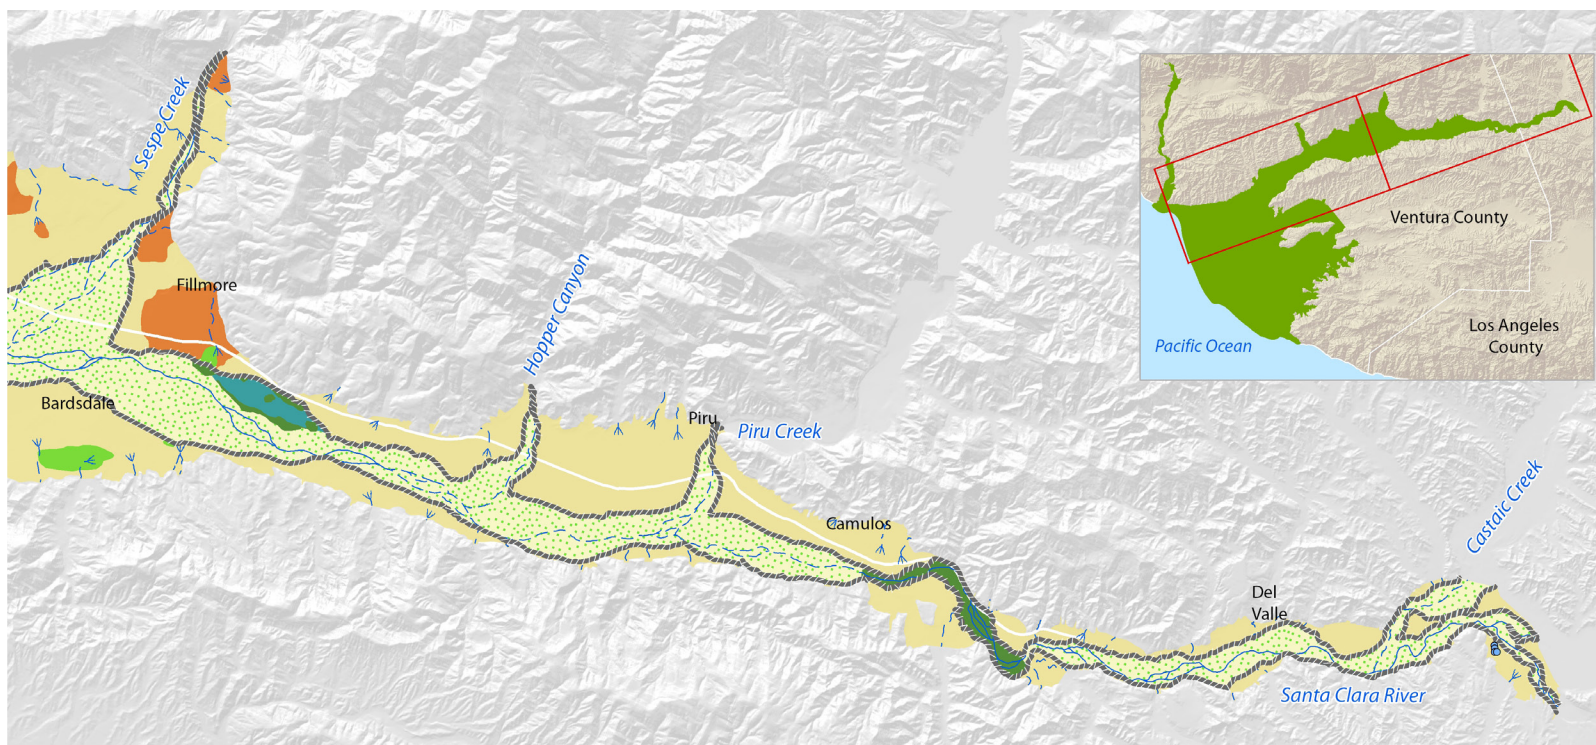 Sespe Creek
Ventura County
Fillmore
Hopper Canyon
Los Angeles
County
Pacific Ocean
Bardsdale
Piru
Piru Creek
Camulos
Castaic Creek
Del
Valle
Santa Clara River